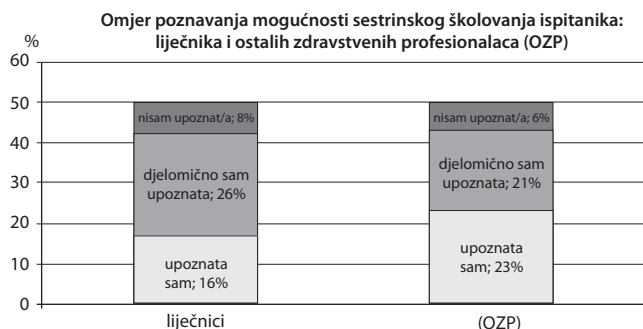 Omjer poznavanja mogućnosti sestrinskog školovanja ispitanika:
liječnika i ostalih zdravstvenih profesionalaca (OZP)
%
60
50
40
30
20
10
0
nisam upoznat/a; 8%
djelomično sam
upoznata; 26%
upoznata
sam; 16%
nisam upoznat/a; 6%
djelomično sam
upoznata; 21%
upoznata
sam; 23%
liječnici
(OZP)